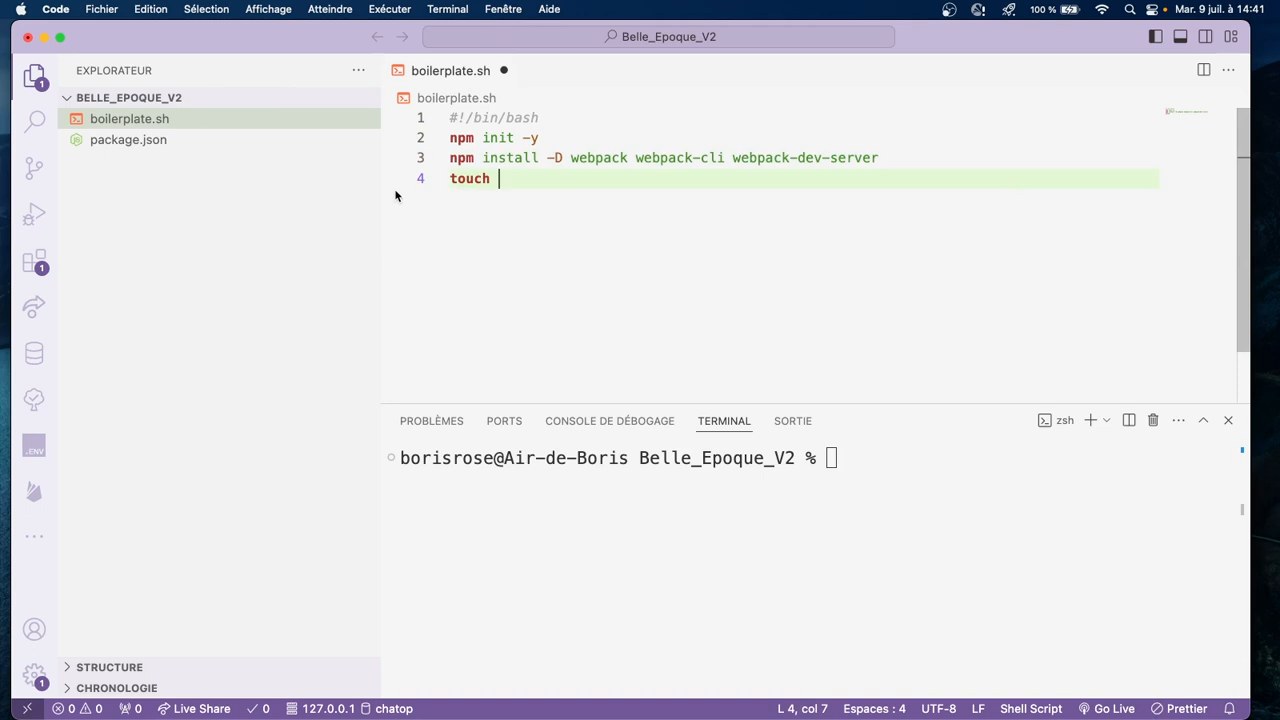 Code Fichier Edition Sélection Affichage Atteindre Exécuter Terminal Fenêtre Aide 100 % Mar. 9 juil. à 14:41
Belle_Epoque_V2
EXPLORATEUR
BELLE_EPOQUE_V2
boilerplate.sh
package.json
STRUCTURE
CHRONOLOGIE
1
1
.ENV
1
boilerplate.sh
boilerplate.sh
1 #!/bin/bash
2 npm init -y
3 npm install -D webpack webpack-cli webpack-dev-server
4 touch
PROBLÈMES PORTS CONSOLE DE DÉBOGAGE TERMINAL SORTIE zsh
borisrose@Air-de-Boris Belle_Epoque_V2 %
0 0 0 Live Share 0 127.0.0.1 chatop L 4, col 7 Espaces : 4 UTF-8 LF Shell Script Go Live Prettier